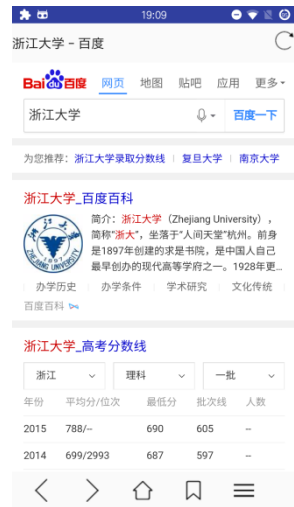 19:09
浙江大学 - 百度
Bai百度 网页 地图 贴吧 应用 更多
浙江大学 百度一下
为您推荐: 浙江大学录取分数线 复旦大学 南京大学
浙江大学_百度百科
简介: 浙江大学 (Zhejiang University) ,
简称"浙大", 坐落于"人间天堂"杭州。前身
是1897年创建的求是书院, 是中国人自己
最早创办的现代高等学府之一。1928年更...
ZHEJIANG UNIVERSITY
办学历史 办学条件 学术研究 文化传统
百度百科
浙江大学_高考分数线
浙江 理科 一批
年份 平均分/位次 最低分 批次线 人数
2015 788/-- 690 605 --
2014 699/2993 687 597 --